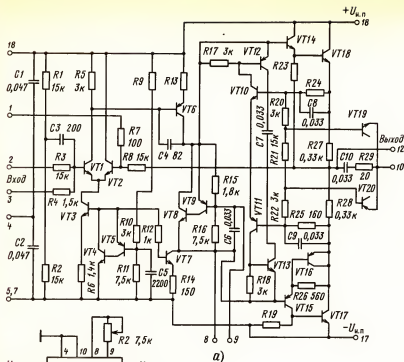 +Uи.п
18
R17 3к
VT12
VT14
VT18
18
C1
0,047
R1
15к
R5
3к
R9
R13
R23
VT10
R24
1
R7
100
VT6
C7
0,033
R20
3к
C8
0,033
VT19
C3 200
C4 82
R21
15к
R27
0,33к
Выход
12
2
R3
15к
VT1
VT2
R8 15к
R15
1,8к
C10
0,033
R29
20
10
Вход
3
R4 1,5к
VT3
VT9
VT8
VT11
R22 3к
R28
0,33к
VT20
4
R10
3к
R12
1к
R16
7,5к
C6
0,033
R25 160
C9 0,033
C2
0,047
R2
15к
VT4
VT5
VT7
VT13
VT16
R6 1,4к
R11
7,5к
C5
2200
R14
150
R18
3к
R26 560
VT15
5,7
R19
VT17
-Uи.п
17
8
9
а)
4 10 8 9
R2 7,5к